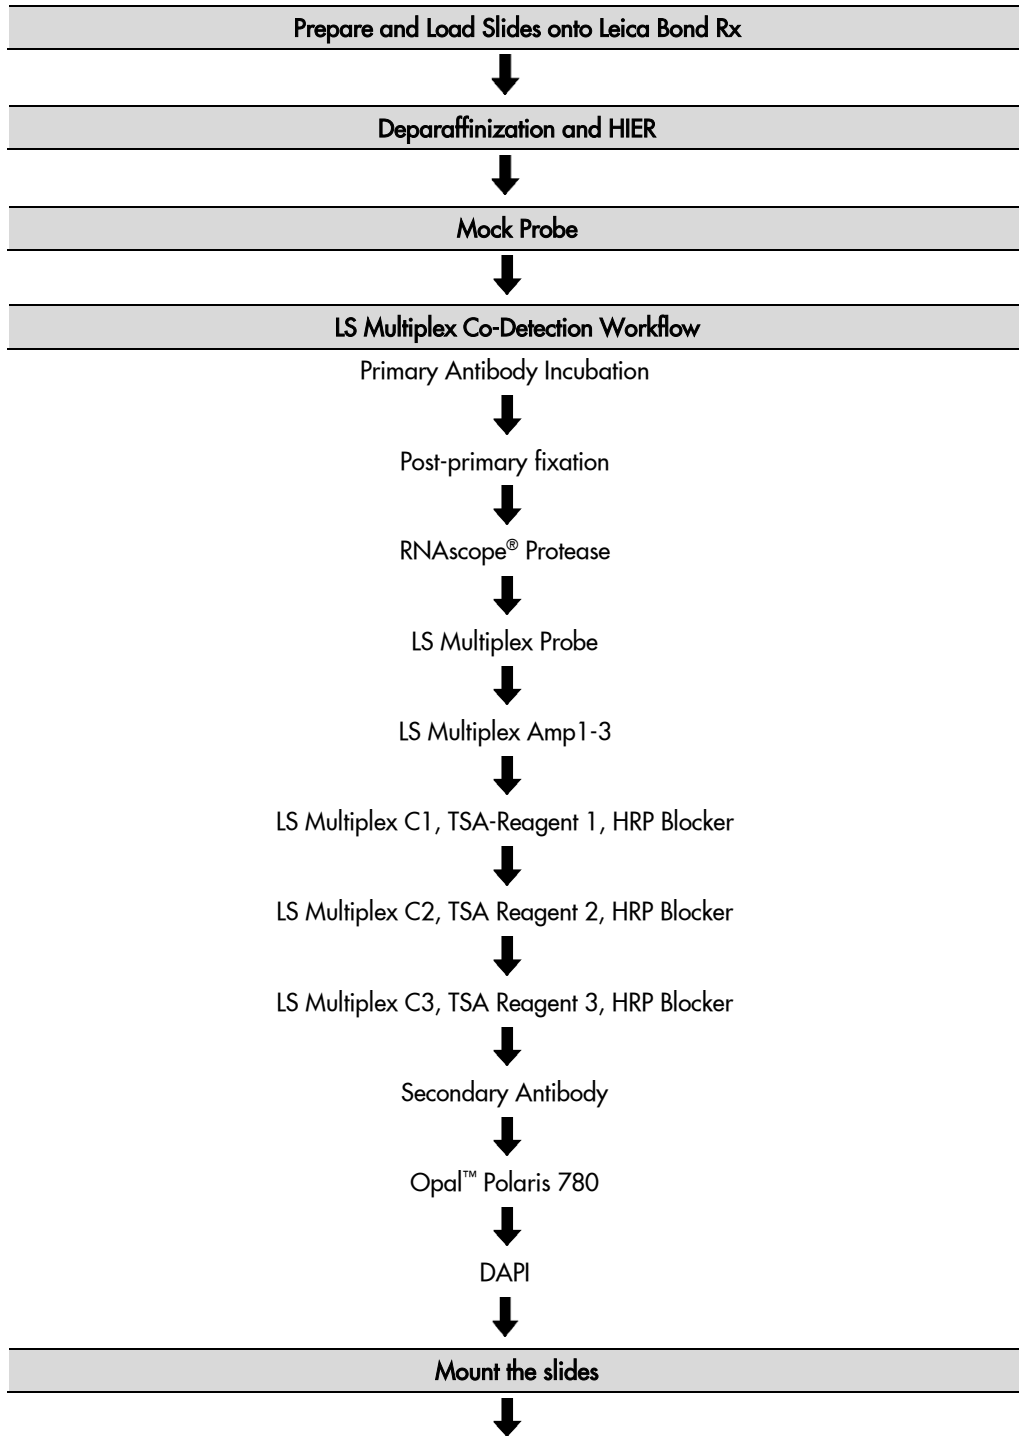 Prepare and Load Slides onto Leica Bond Rx
Deparaffinization and HIER
Mock Probe
LS Multiplex Co-Detection Workflow
Primary Antibody Incubation
Post-primary fixation
RNAscope® Protease
LS Multiplex Probe
LS Multiplex Amp1-3
LS Multiplex C1, TSA-Reagent 1, HRP Blocker
LS Multiplex C2, TSA Reagent 2, HRP Blocker
LS Multiplex C3, TSA Reagent 3, HRP Blocker
Secondary Antibody
Opal™ Polaris 780
DAPI
Mount the slides